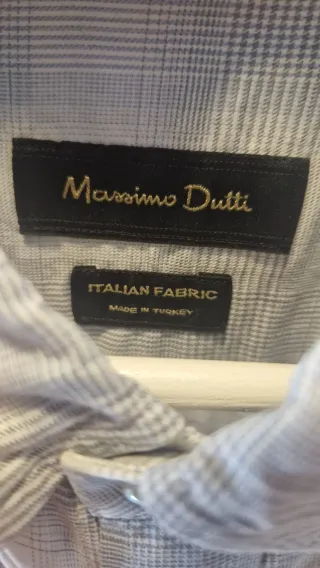 Massimo Dutti
ITALIAN FABRIC
MADE IN TURKEY